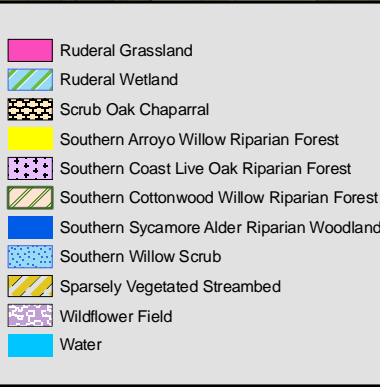 Ruderal Grassland
Ruderal Wetland
Scrub Oak Chaparral
Southern Arroyo Willow Riparian Forest
Southern Coast Live Oak Riparian Forest
Southern Cottonwood Willow Riparian Forest
Southern Sycamore Alder Riparian Woodland
Southern Willow Scrub
Sparsely Vegetated Streambed
Wildflower Field
Water